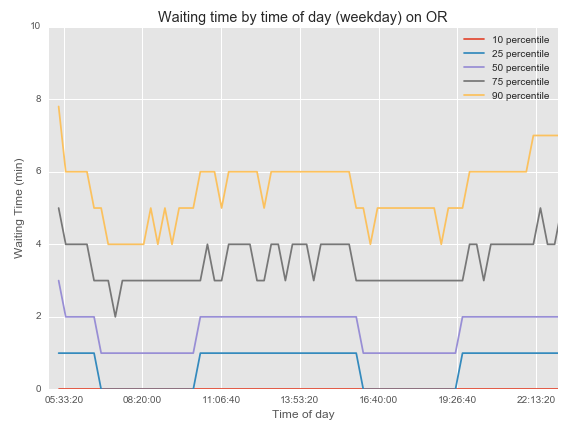 Waiting time by time of day (weekday) on OR
10
8
6
4
2
0
Waiting Time (min)
10 percentile
25 percentile
50 percentile
75 percentile
90 percentile
05:33:20 08:20:00 11:06:40 13:53:20 16:40:00 19:26:40 22:13:20
Time of day